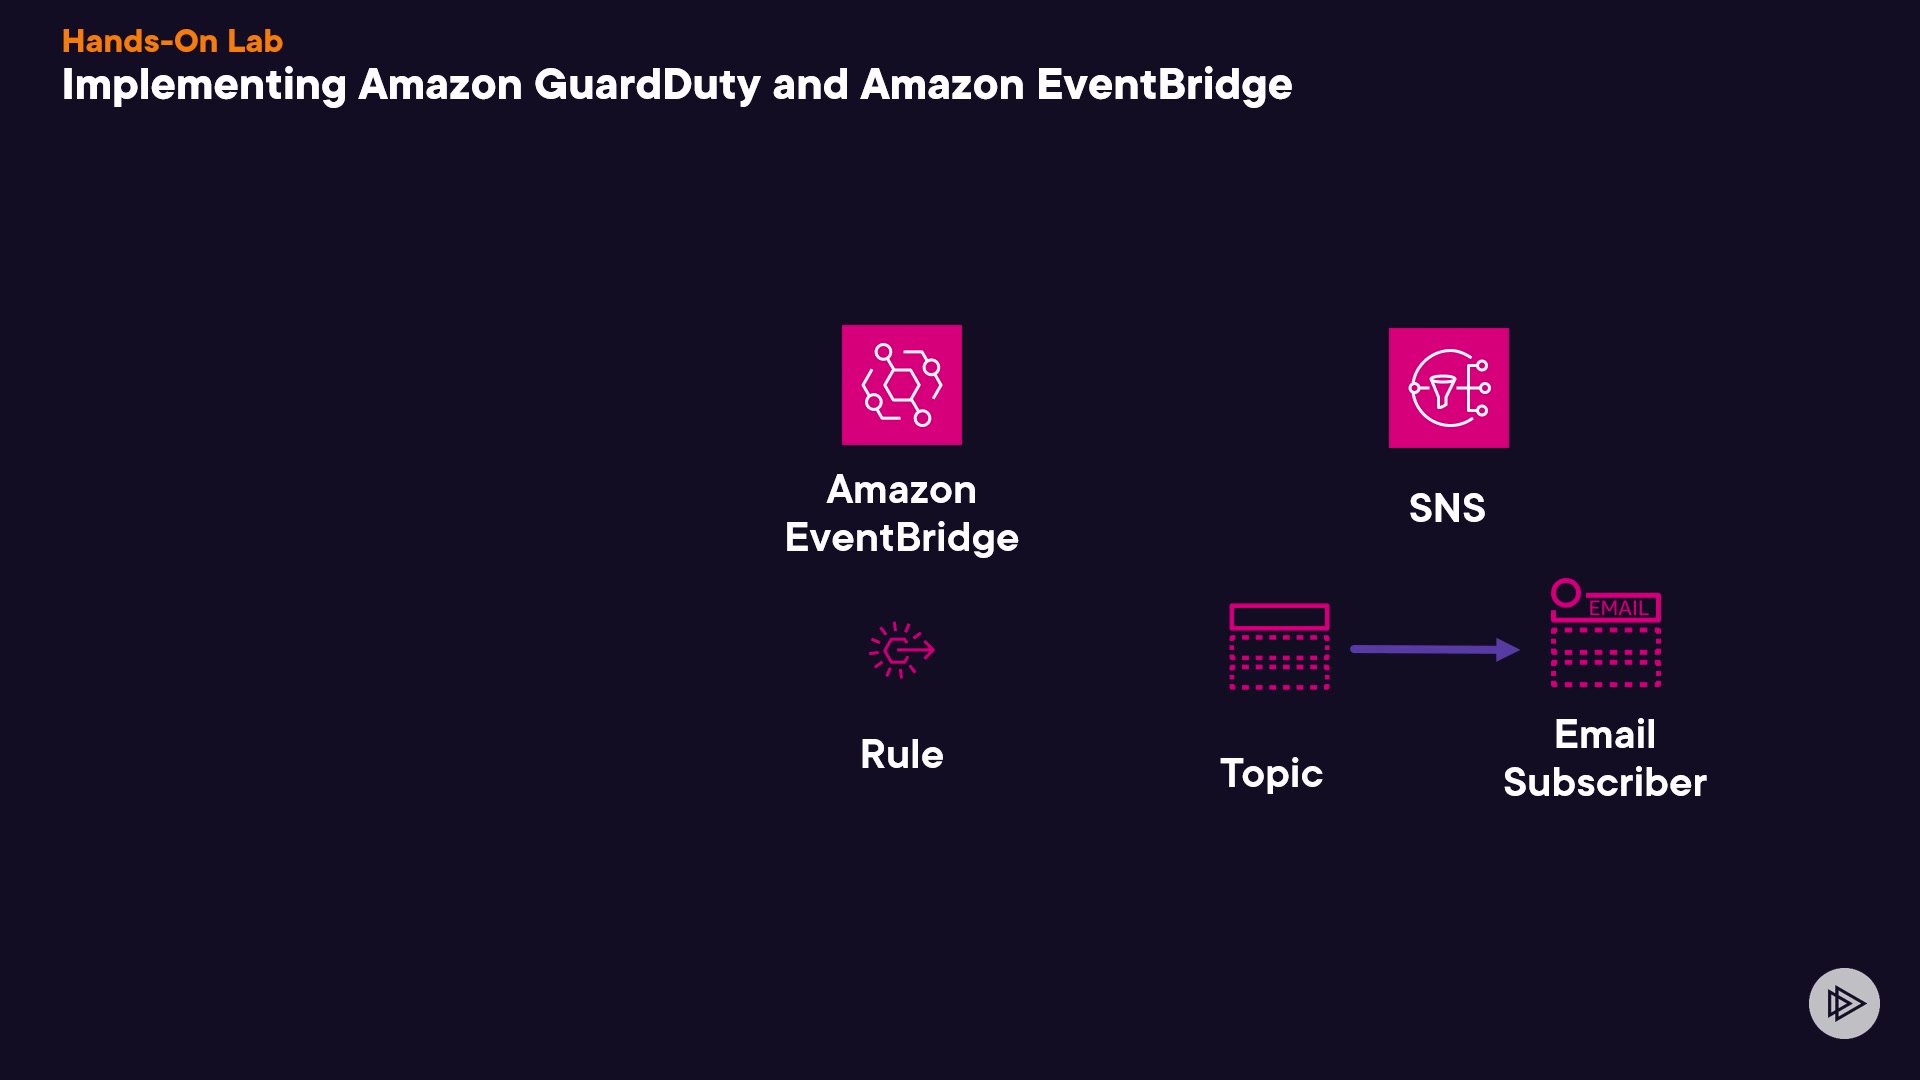 Hands-On Lab
Implementing Amazon GuardDuty and Amazon EventBridge
Amazon
EventBridge
SNS
EMAIL
Rule
Topic
Email
Subscriber